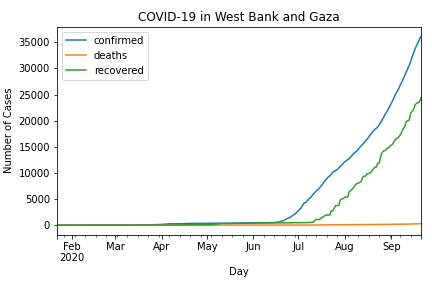 COVID-19 in West Bank and Gaza
confirmed
deaths
recovered
Number of Cases
35000
30000
25000
20000
15000
10000
5000
0
Feb Mar Apr May Jun Jul Aug Sep
2020
Day